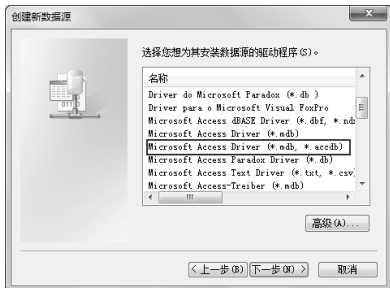 创建新数据源
选择您想为其安装数据源的驱动程序(S)。
名称
Driver do Microsoft Paradox (*.db )
Driver para o Microsoft Visual FoxPro
Microsoft Access dBASE Driver (*.dbf, *.ndx
Microsoft Access Driver (*.mdb)
Microsoft Access Driver (*.mdb, *.accdb)
Microsoft Access Paradox Driver (*.db)
Microsoft Access Text Driver (*.txt, *.csv)
Microsoft Access-Treiber (*.mdb)
高级(A)...
< 上一步(B)
下一步(N) >
取消